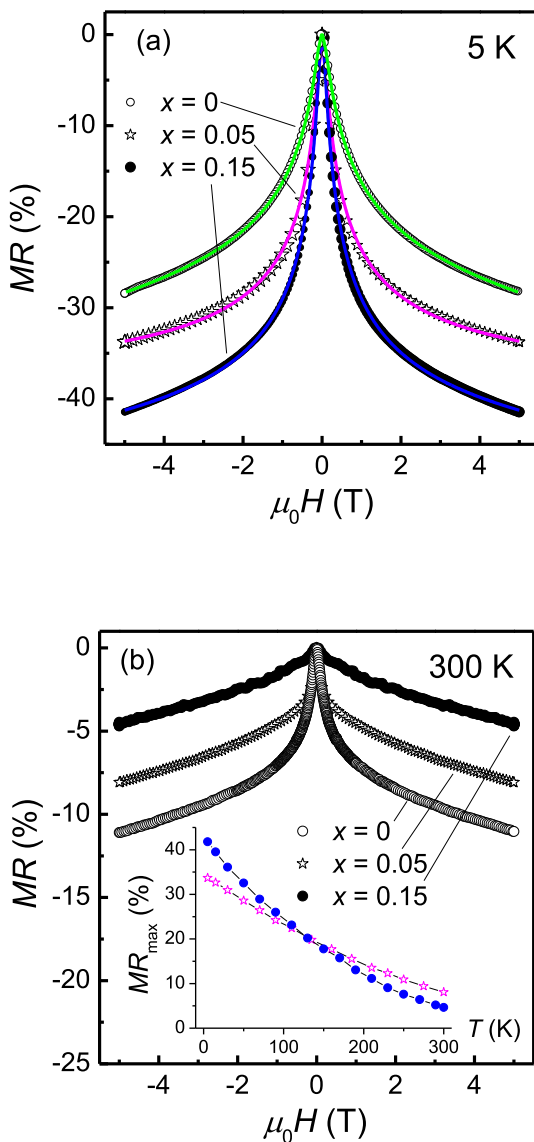 (a) 5 K
0
-10
-20
-30
-40
MR (%)
x = 0
x = 0.05
x = 0.15
-4 -2 0 2 4
μ0H (T)
(b) 300 K
0
-5
-10
-15
-20
-25
MR (%)
x = 0
x = 0.05
x = 0.15
40
30
20
10
0
MRmax (%)
0 100 200 300
T (K)
-4 -2 0 2 4
μ0H (T)